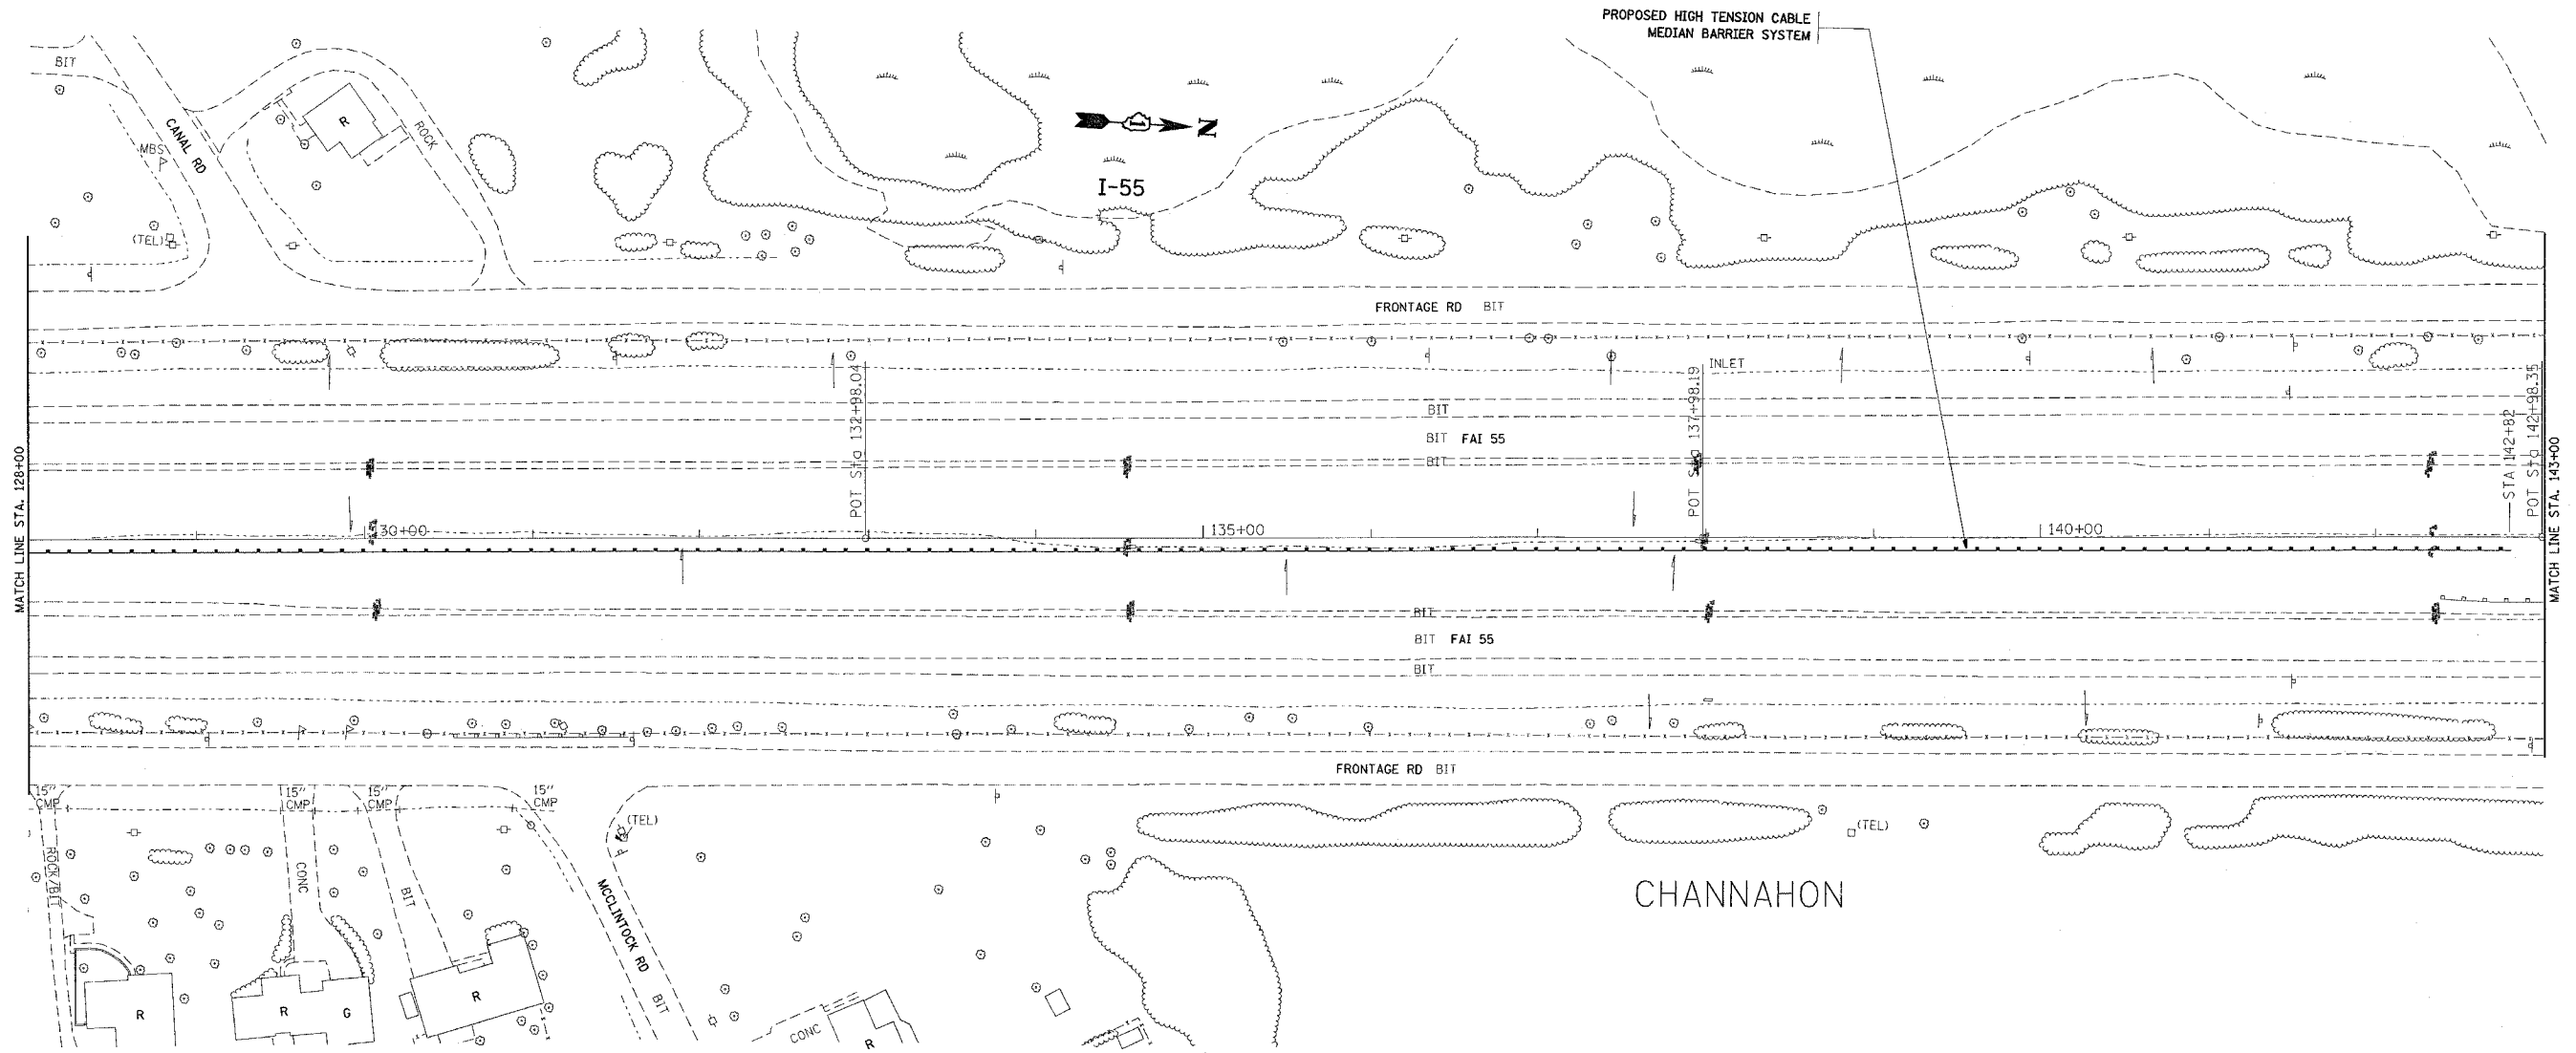 PROPOSED HIGH TENSION CABLE
MEDIAN BARRIER SYSTEM
BIT
CANAL RD
MBS
(TEL)
R
ROCK
N
I-55
FRONTAGE RD BIT
INLET
POT Sta 132+98.04
POT Sta 137+98.19
STA 142+82
POT Sta 142+98.35
BIT
BIT FAI 55
BIT
MATCH LINE STA. 128+00
MATCH LINE STA. 143+00
130+00
135+00
140+00
BIT
BIT FAI 55
BIT
FRONTAGE RD BIT
15"
CMP
15"
CMP
15"
CMP
15"
CMP
(TEL)
(TEL)
ROCK/BIT
CONC
BIT
MCCLINTOCK RD
BIT
CHANNAHON
R
R
G
R
CONC
R